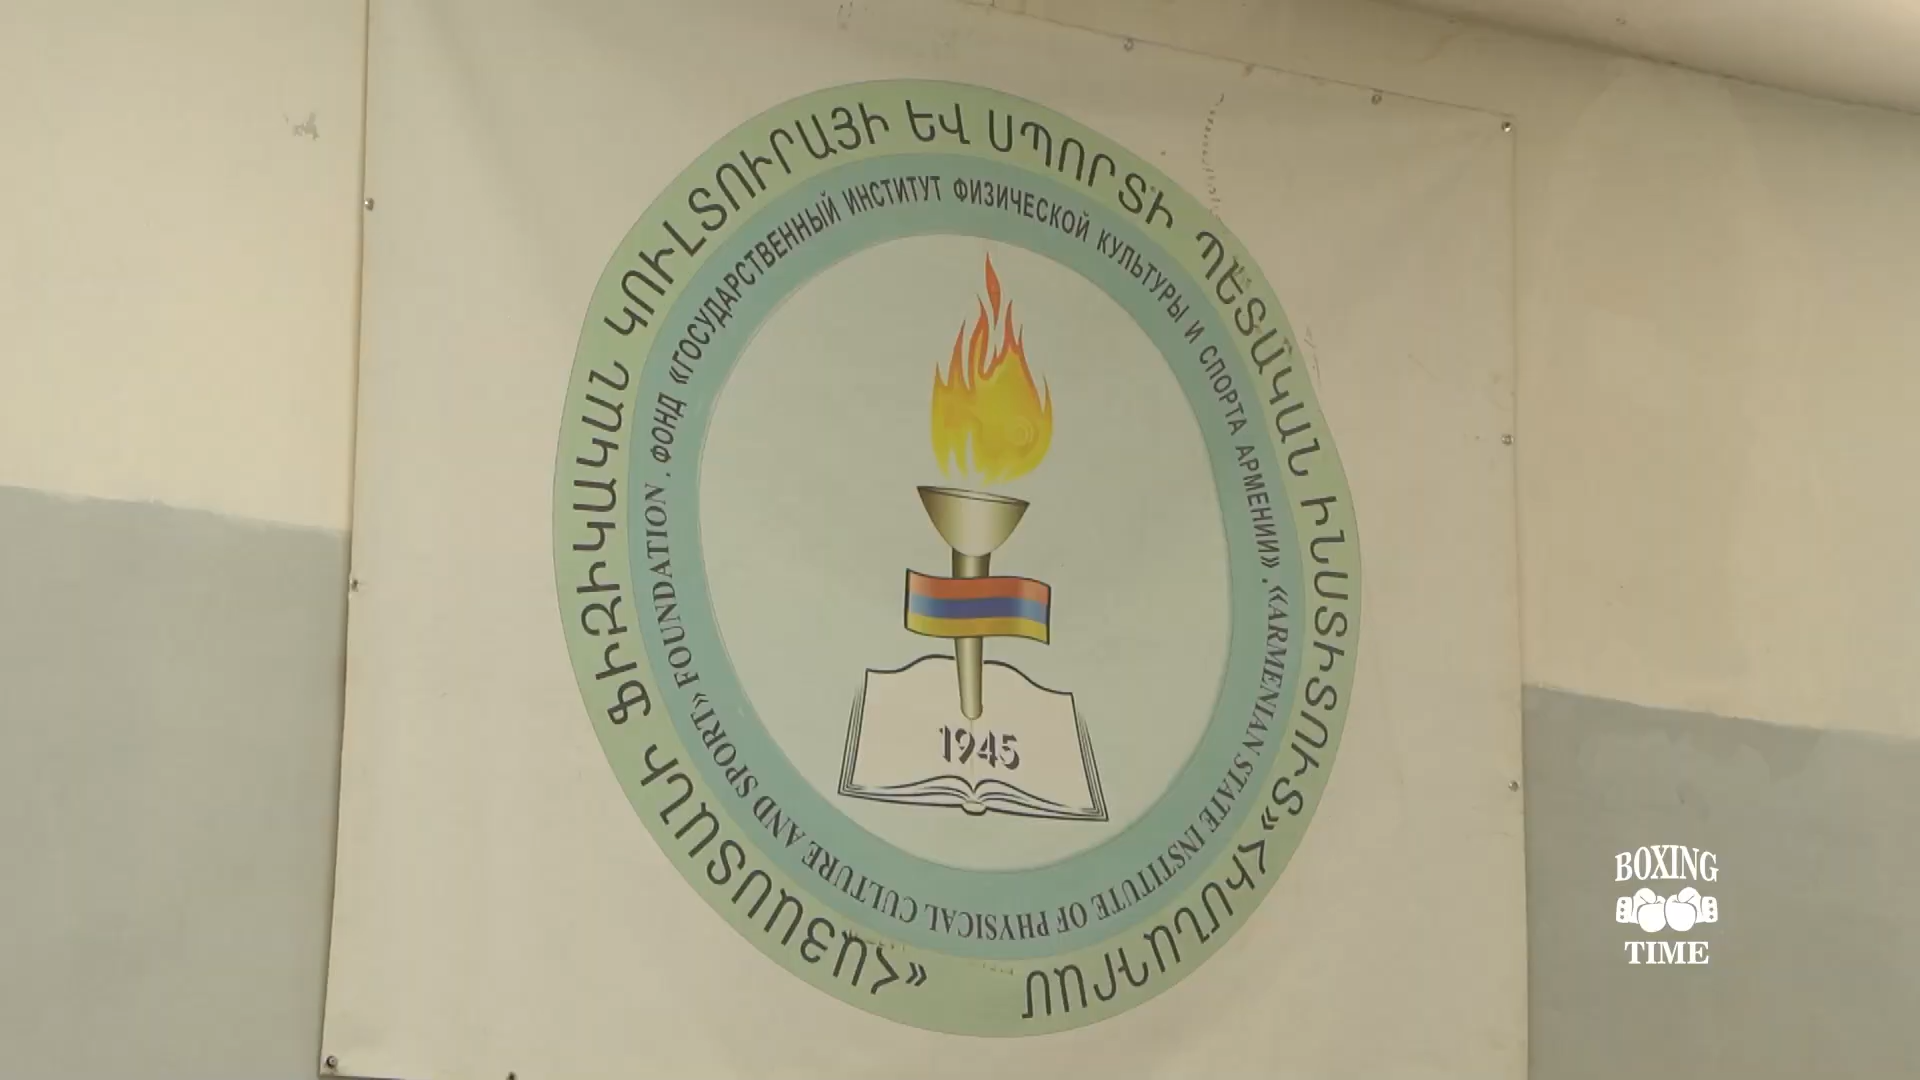 «ՀԱՅԱՍՏԱՆԻ ՖԻԶԻԿԱԿԱՆ ԿՈՒԼՏՈՒՐԱՅԻ ԵՎ ՍՊՈՐՏԻ ՊԵՏԱԿԱՆ ԻՆՍՏԻՏՈՒՏ» ՀԻՄՆԱԴՐԱՄ
ФОНД «ГОСУДАРСТВЕННЫЙ ИНСТИТУТ ФИЗИЧЕСКОЙ КУЛЬТУРЫ И СПОРТА АРМЕНИИ» .
«ARMENIAN STATE INSTITUTE OF PHYSICAL CULTURE AND SPORT» FOUNDATION .
1945
BOXING
TIME